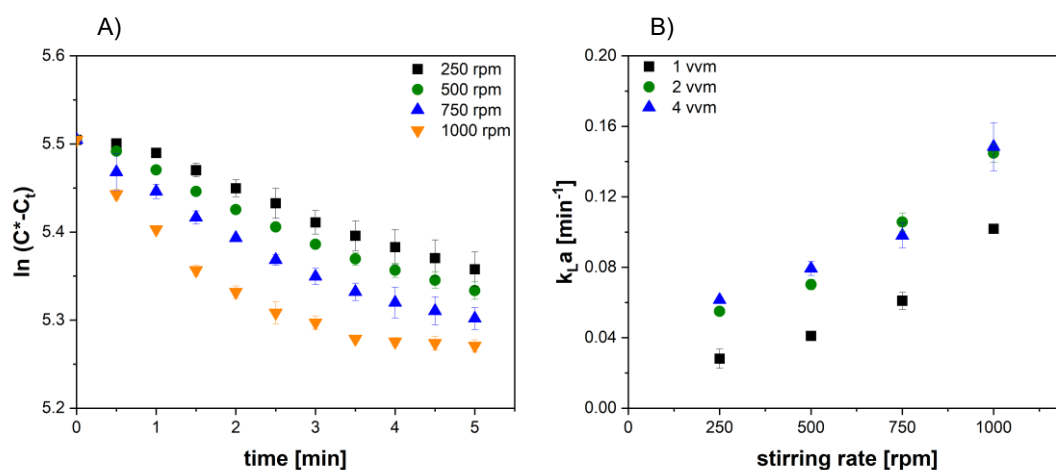 A)
5.6
5.5
5.4
5.3
5.2
ln (C*-Cₜ)
250 rpm
500 rpm
750 rpm
1000 rpm
0
1
2
3
4
5
time [min]
B)
0.20
0.16
0.12
0.08
0.04
0.00
k_L a [min⁻¹]
1 vvm
2 vvm
4 vvm
0
250
500
750
1000
stirring rate [rpm]